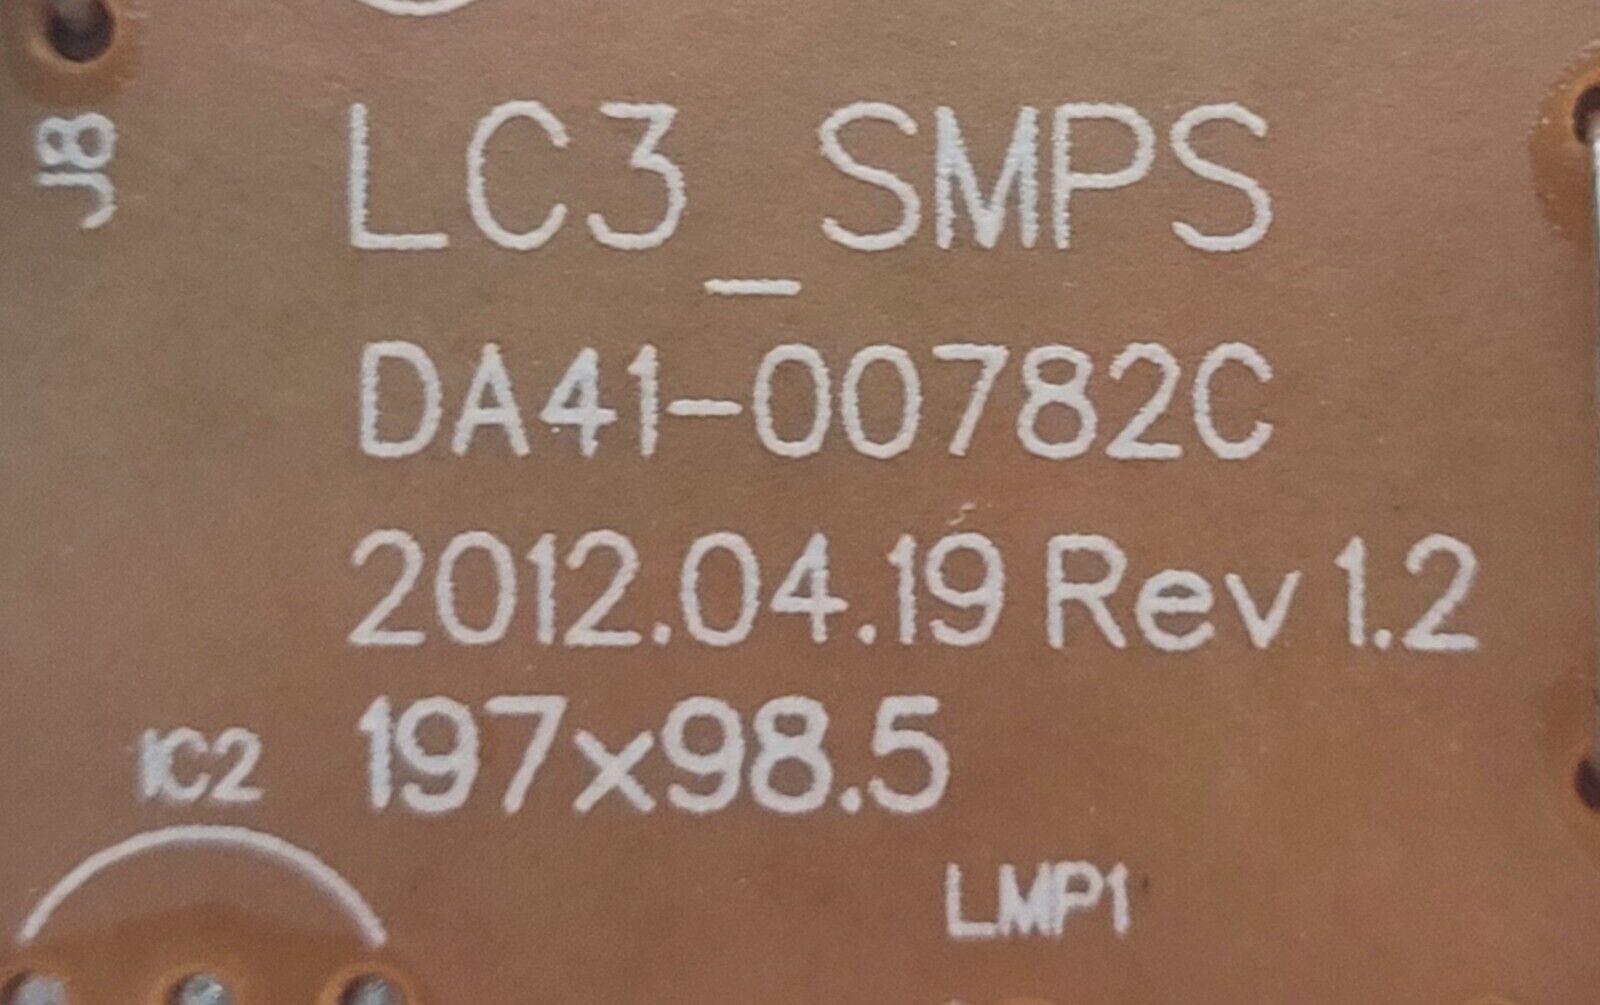 J8
LC3_SMPS
DA41-00782C
2012.04.19 Rev 1.2
197x98.5
IC2
LMP1